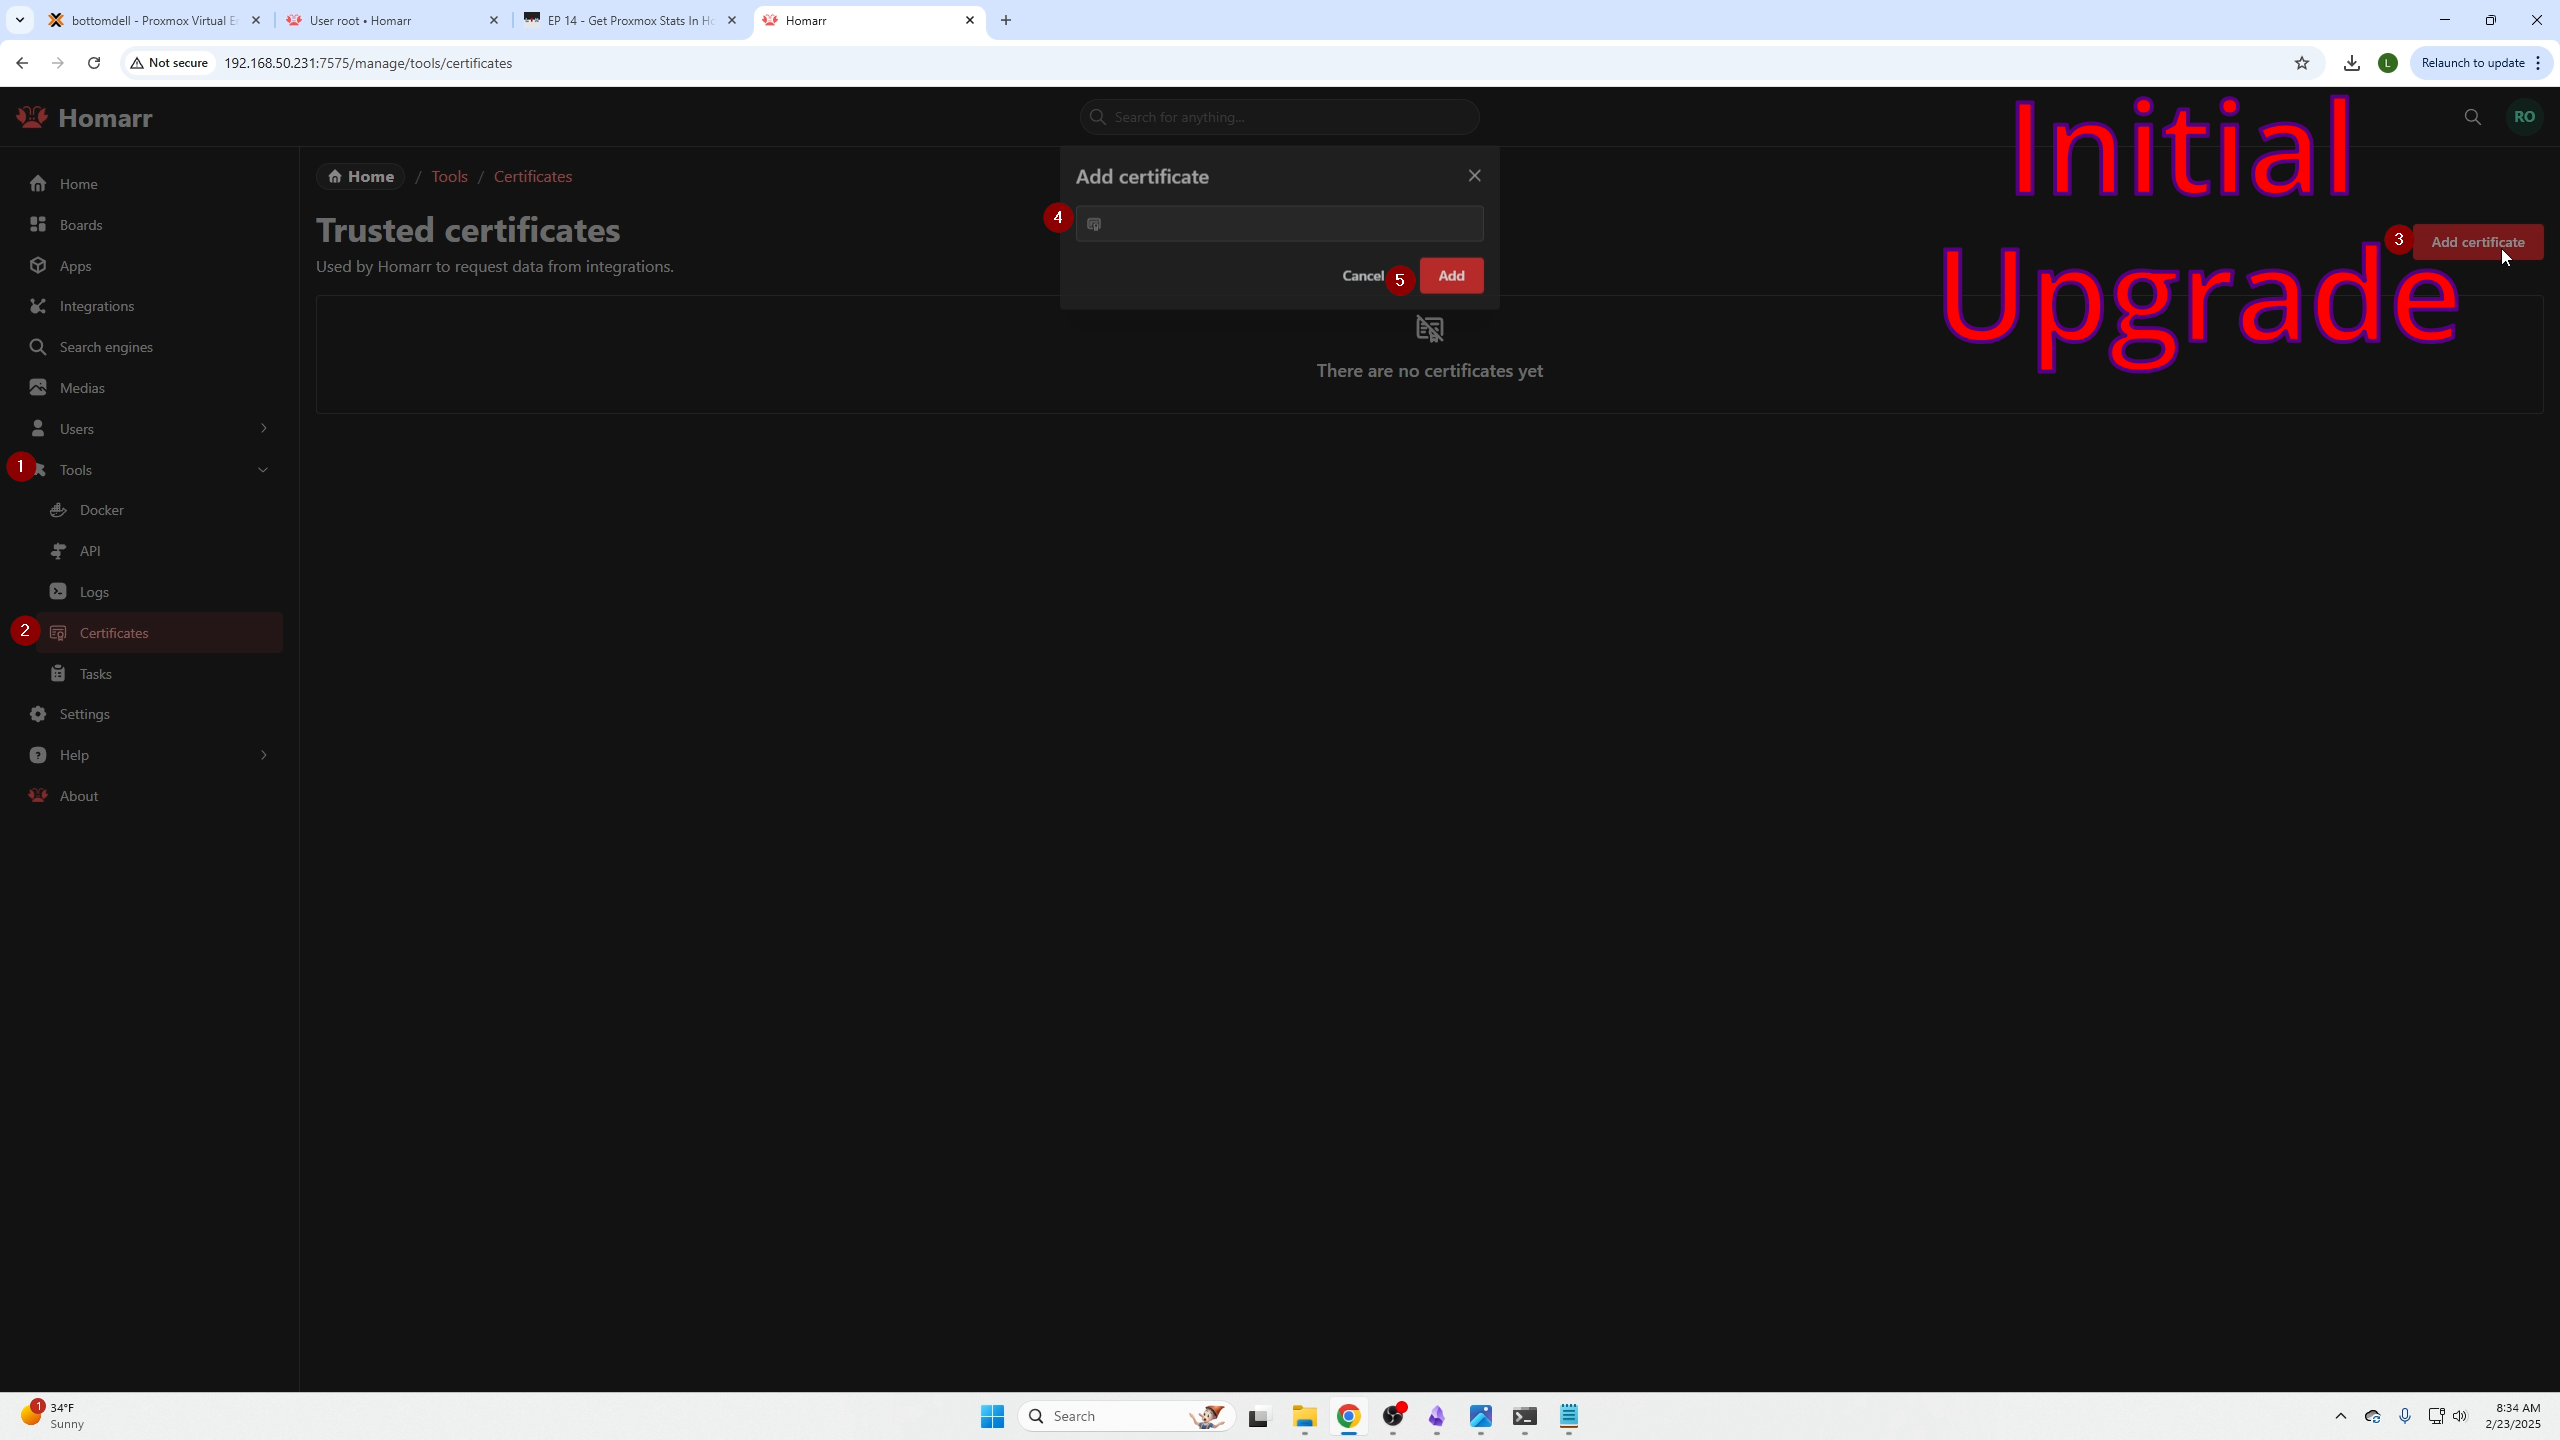 bottomdell - Proxmox Virtual E
User root • Homarr
EP 14 - Get Proxmox Stats In Ho
Homarr
Not secure
192.168.50.231:7575/manage/tools/certificates
L
Relaunch to update
Homarr
Search for anything...
RO
Initial
Upgrade
Home
Boards
Apps
Integrations
Search engines
Medias
Users
1
Tools
Docker
API
Logs
2
Certificates
Tasks
Settings
Help
About
Home / Tools / Certificates
Trusted certificates
Used by Homarr to request data from integrations.
3
Add certificate
Add certificate
4
Cancel
5
Add
There are no certificates yet
1
34°F
Sunny
Search
8:34 AM
2/23/2025